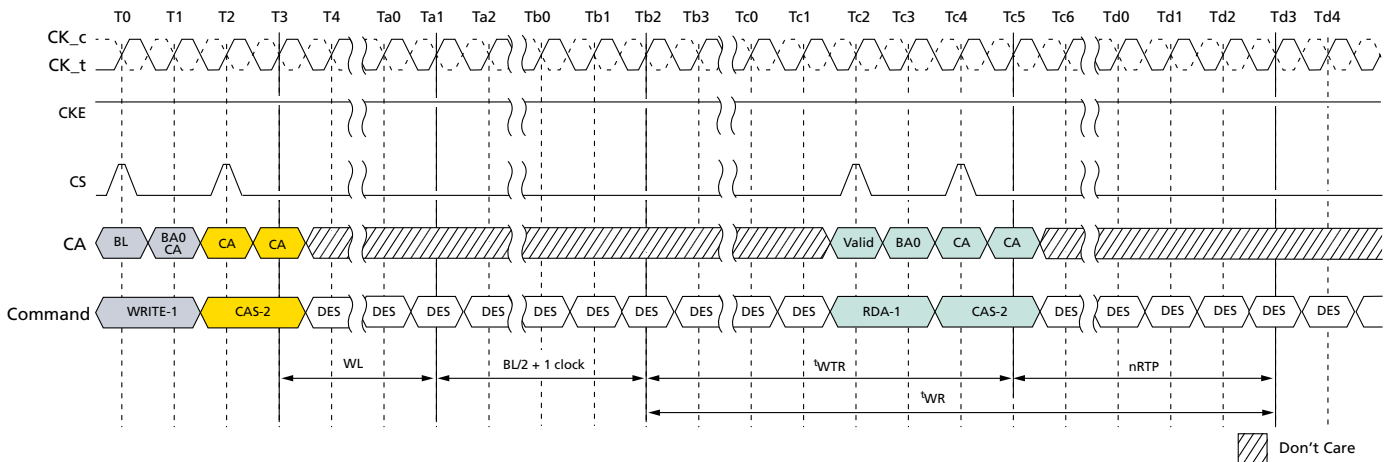 T0 T1 T2 T3 T4 Ta0 Ta1 Ta2 Tb0 Tb1 Tb2 Tb3 Tc0 Tc1 Tc2 Tc3 Tc4 Tc5 Tc6 Td0 Td1 Td2 Td3 Td4
CK_c
CK_t
CKE
CS
CA BL BA0 CA CA CA Valid BA0 CA CA
Command WRITE-1 CAS-2 DES DES DES DES DES DES DES DES DES DES RDA-1 CAS-2 DES DES DES DES DES DES
WL BL/2 + 1 clock tWTR nRTP
tWR
Don't Care